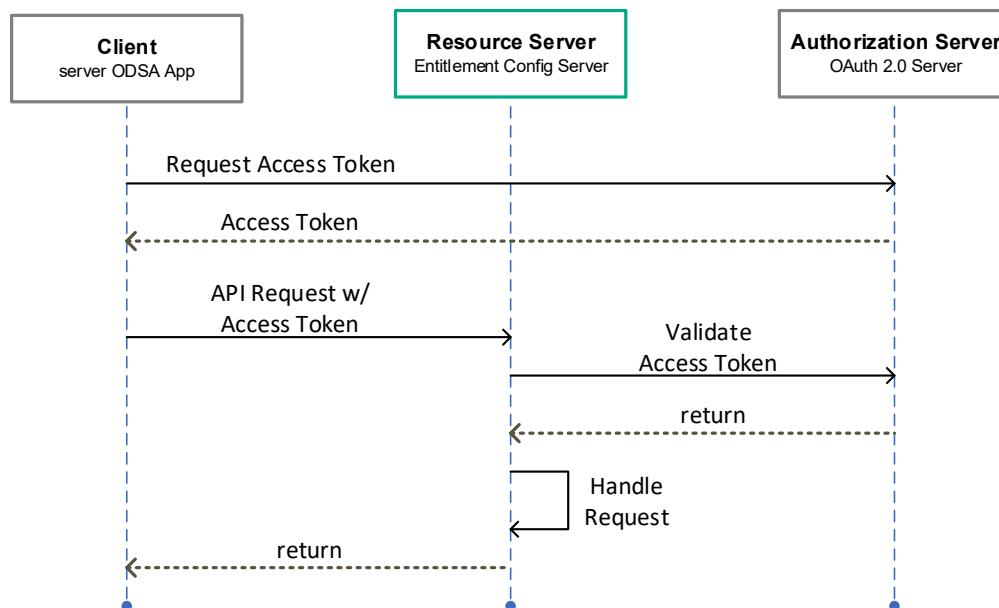 Client
server ODSA App
Resource Server
Entitlement Config Server
Authorization Server
OAuth 2.0 Server
Request Access Token
Access Token
API Request w/
Access Token
Validate
Access Token
return
Handle
Request
return